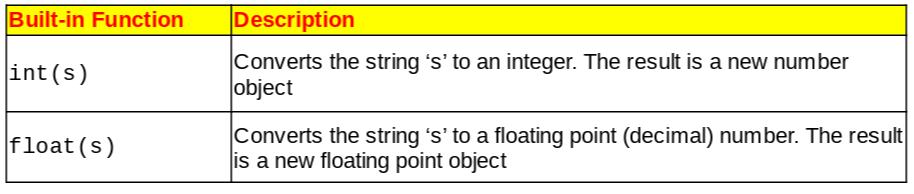 Built-in Function Description
int(s) Converts the string ‘s’ to an integer. The result is a new number
object
float(s) Converts the string ‘s’ to a floating point (decimal) number. The result
is a new floating point object